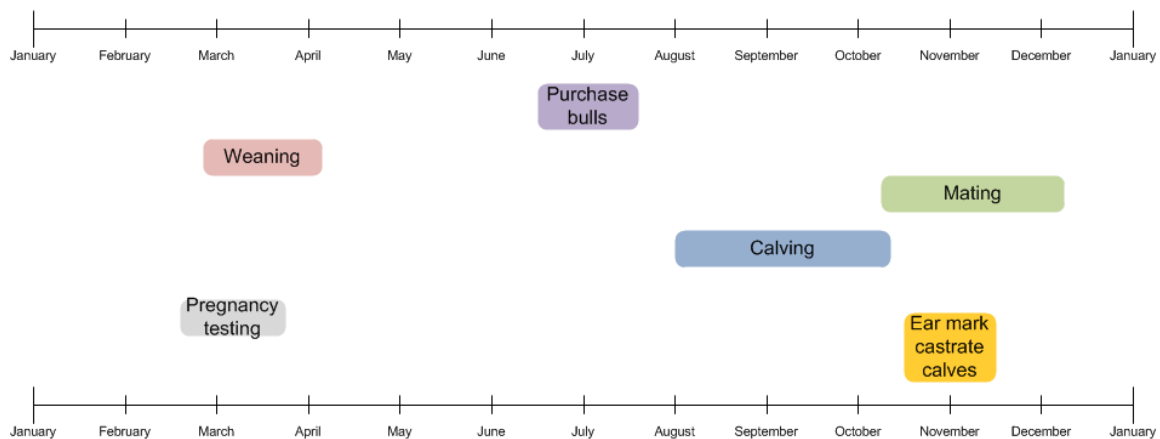 January February March April May June July August September October November December January
Purchase
bulls
Weaning
Mating
Calving
Pregnancy
testing
Ear mark
castrate
calves
January February March April May June July August September October November December January